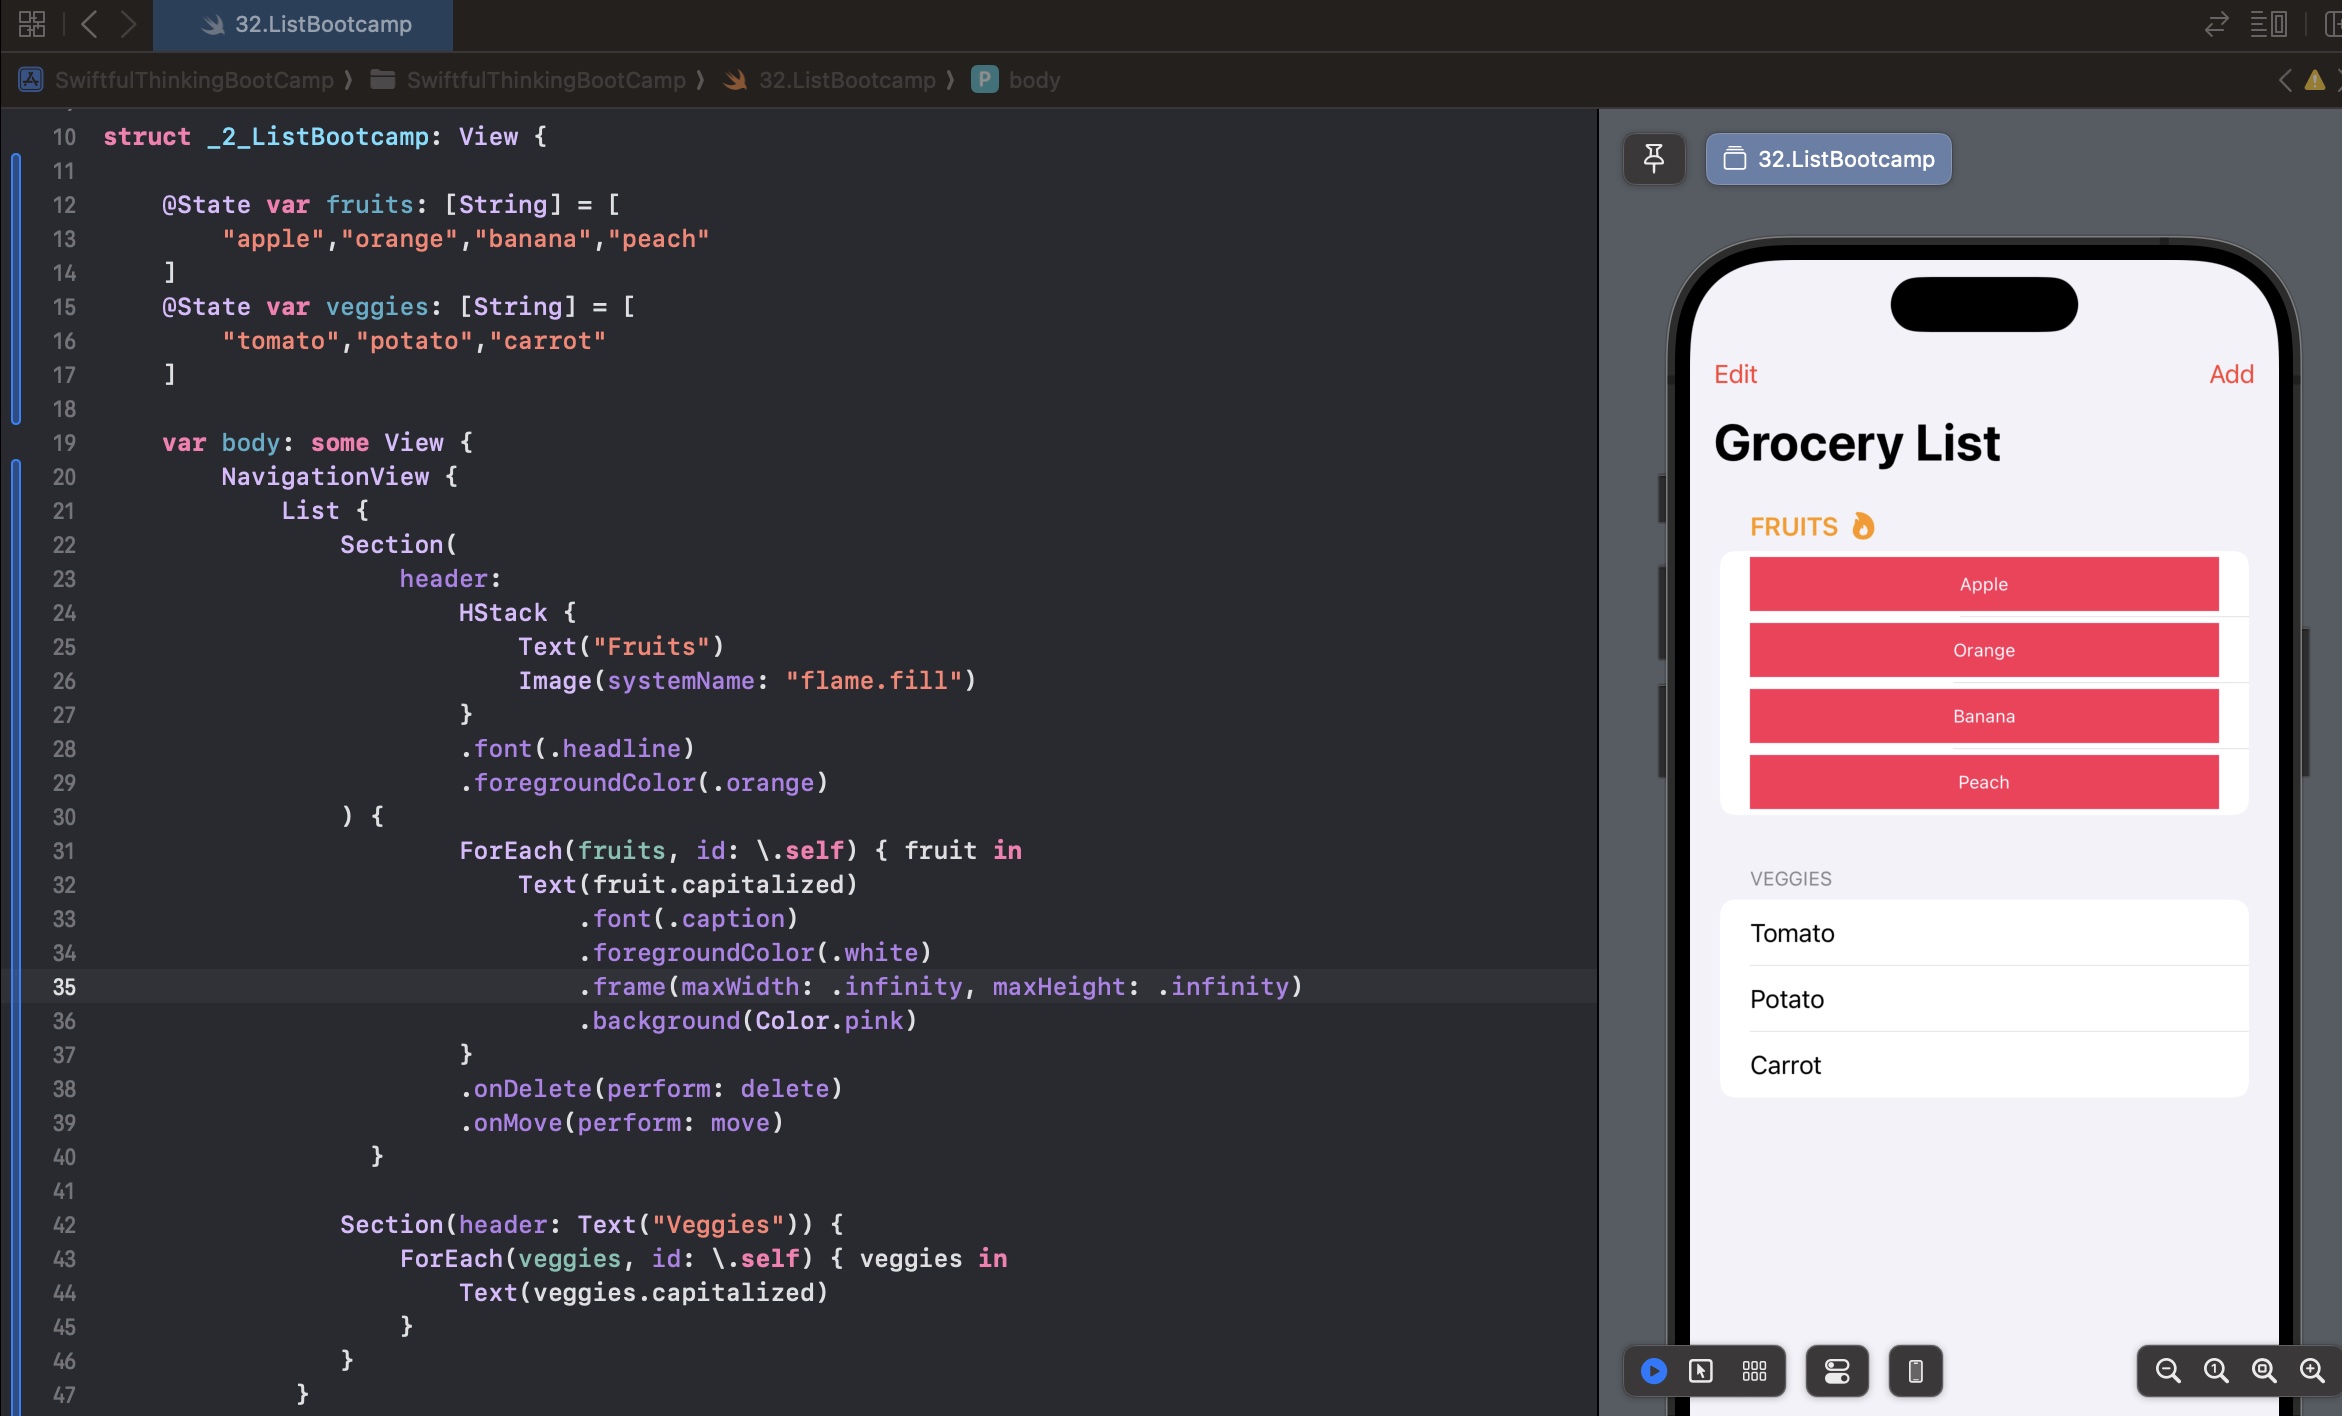 32.ListBootcamp
SwiftfulThinkingBootCamp ❭ SwiftfulThinkingBootCamp ❭ 32.ListBootcamp ❭ P body
10 struct _2_ListBootcamp: View {
11
12 @State var fruits: [String] = [
13 "apple","orange","banana","peach"
14 ]
15 @State var veggies: [String] = [
16 "tomato","potato","carrot"
17 ]
18
19 var body: some View {
20 NavigationView {
21 List {
22 Section(
23 header:
24 HStack {
25 Text("Fruits")
26 Image(systemName: "flame.fill")
27 }
28 .font(.headline)
29 .foregroundColor(.orange)
30 ) {
31 ForEach(fruits, id: \.self) { fruit in
32 Text(fruit.capitalized)
33 .font(.caption)
34 .foregroundColor(.white)
35 .frame(maxWidth: .infinity, maxHeight: .infinity)
36 .background(Color.pink)
37 }
38 .onDelete(perform: delete)
39 .onMove(perform: move)
40 }
41
42 Section(header: Text("Veggies")) {
43 ForEach(veggies, id: \.self) { veggies in
44 Text(veggies.capitalized)
45 }
46 }
47 }
32.ListBootcamp
Edit Add
Grocery List
FRUITS
Apple
Orange
Banana
Peach
VEGGIES
Tomato
Potato
Carrot